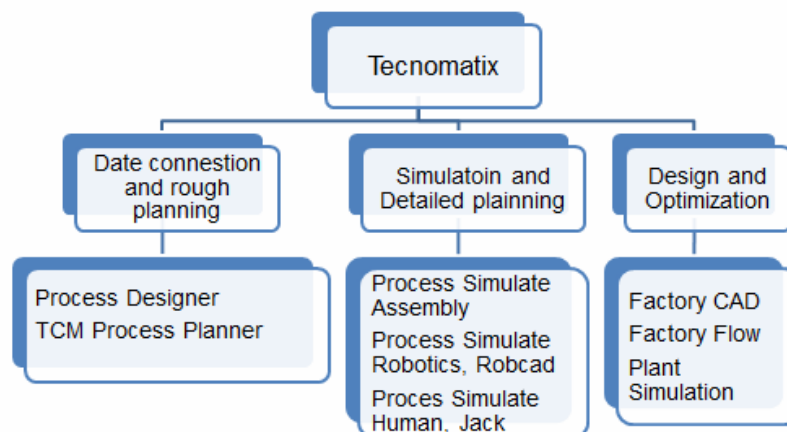 Tecnomatix
Date connestion
and rough
planning
Simulatoin and
Detailed plainning
Design and
Optimization
Process Designer
TCM Process Planner
Process Simulate
Assembly
Process Simulate
Robotics, Robcad
Proces Simulate
Human, Jack
Factory CAD
Factory Flow
Plant
Simulation